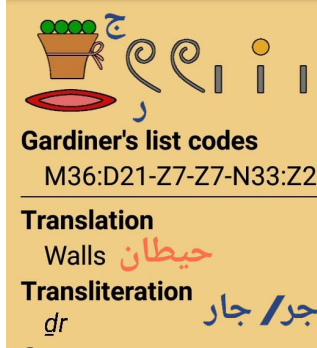 ج
ر
Gardiner's list codes
M36:D21-Z7-Z7-N33:Z2
Translation
Walls حيطان
Transliteration
جر/ جار
ḏr